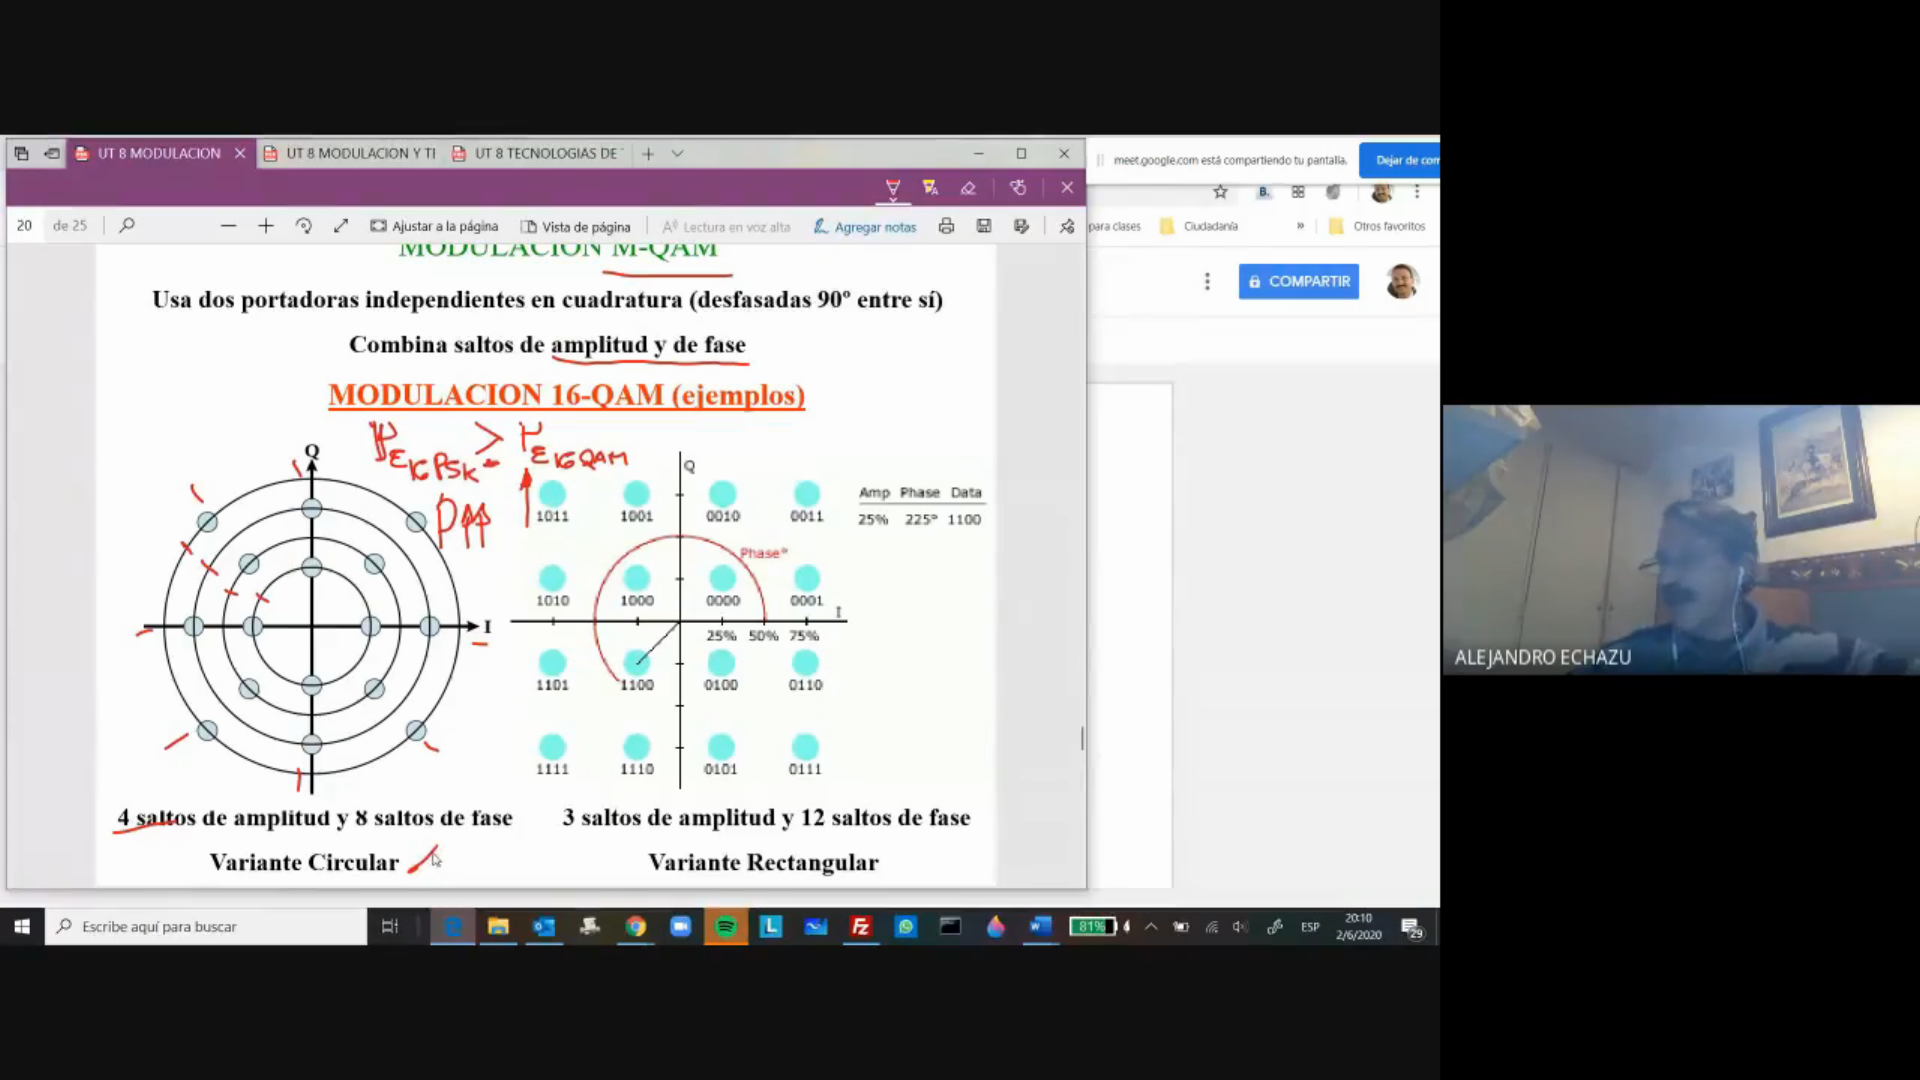 UT 8 MODULACION
UT 8 MODULACION Y TI
UT 8 TECNOLOGIAS DE
meet.google.com está compartiendo tu pantalla.
Dejar de com
20 de 25
Ajustar a la página
Vista de página
Lectura en voz alta
Agregar notas
para clases
Ciudadanía
Otros favoritos
COMPARTIR
MODULACION M-QAM
Usa dos portadoras independientes en cuadratura (desfasadas 90º entre sí)
Combina saltos de amplitud y de fase
MODULACION 16-QAM (ejemplos)
PƐ16PSK > PƐ16QAM
Q
I
Q
1011 1001 0010 0011
Phase°
1010 1000 0000 0001
I
25% 50% 75%
1101 1100 0100 0110
1111 1110 0101 0111
Amp Phase Data
25% 225° 1100
4 saltos de amplitud y 8 saltos de fase
3 saltos de amplitud y 12 saltos de fase
Variante Circular
Variante Rectangular
ALEJANDRO ECHAZU
Escribe aquí para buscar
81%
ESP
20:10
2/6/2020
29